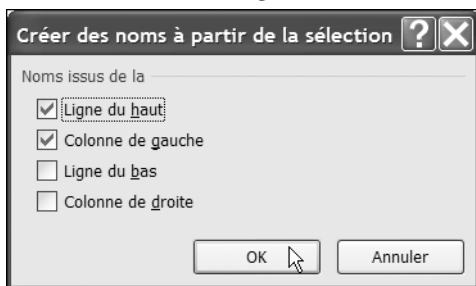 Créer des noms à partir de la sélection
Noms issus de la
Ligne du haut
Colonne de gauche
Ligne du bas
Colonne de droite
OK
Annuler